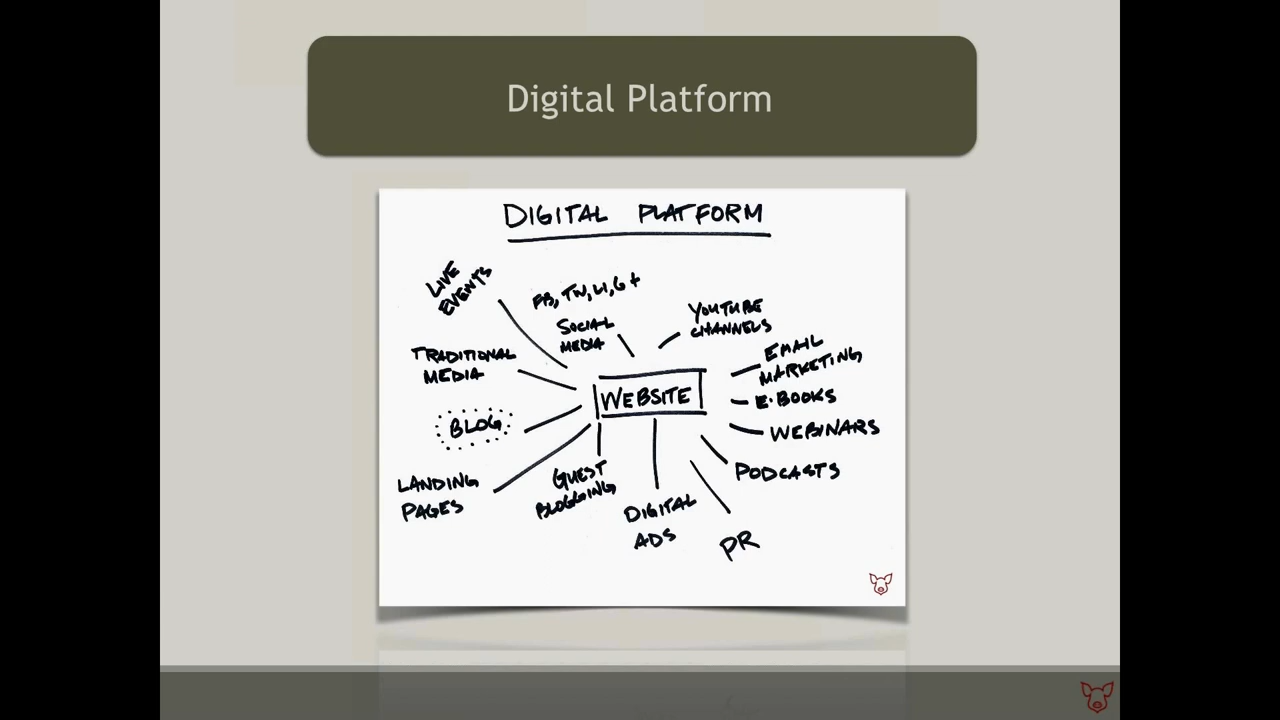 Digital Platform
DIGITAL PLATFORM
LIVE
EVENTS
FB, TW, LI, G+
SOCIAL
MEDIA
YOUTUBE
CHANNELS
EMAIL
MARKETING
TRADITIONAL
MEDIA
WEBSITE
E-BOOKS
BLOG
WEBINARS
LANDING
PAGES
GUEST
BLOGGING
PODCASTS
DIGITAL
ADS
PR